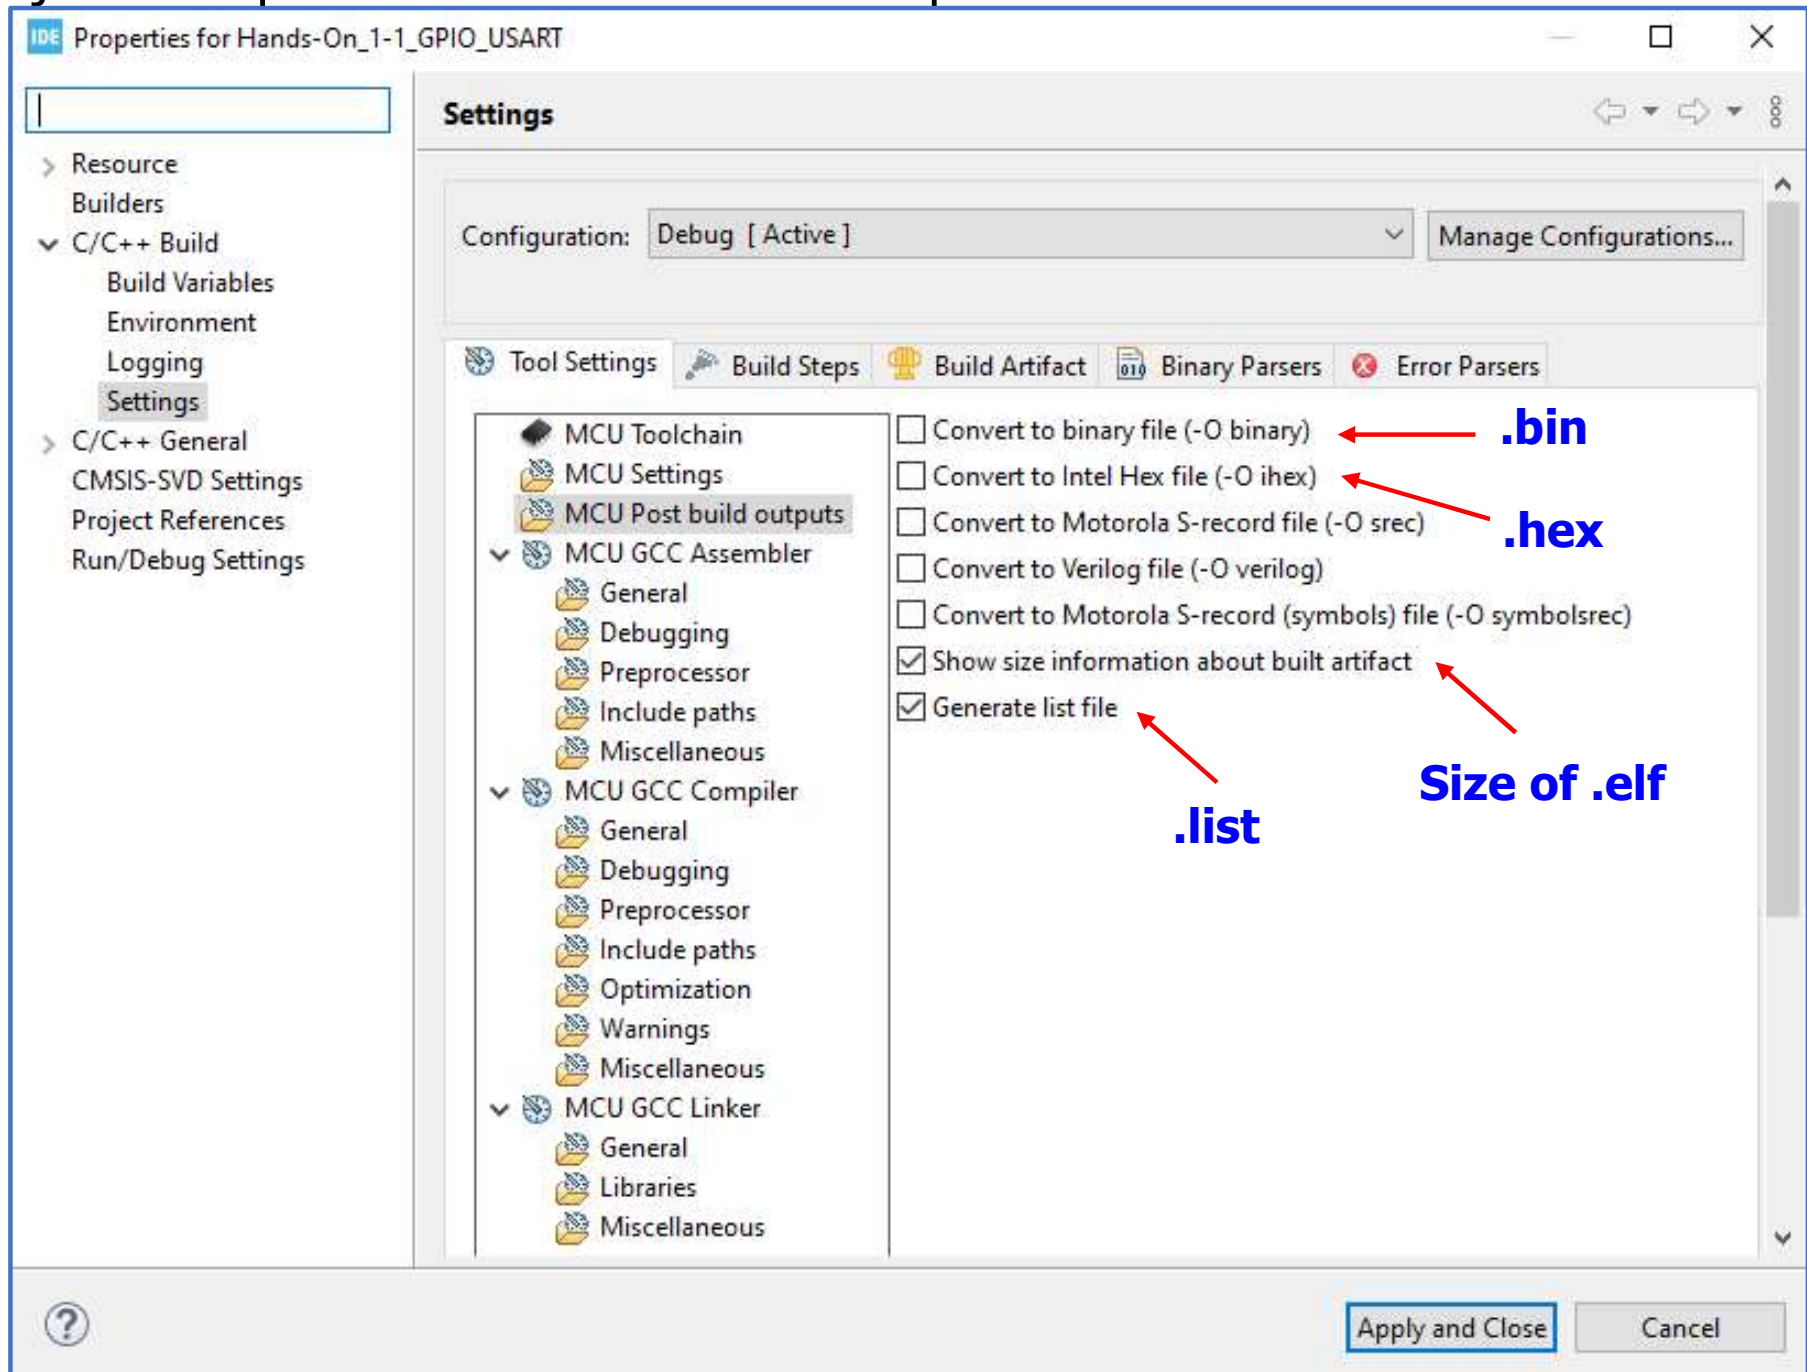 IDE Properties for Hands-On_1-1_GPIO_USART
Settings
Resource
Builders
C/C++ Build
Build Variables
Environment
Logging
Settings
C/C++ General
CMSIS-SVD Settings
Project References
Run/Debug Settings
Configuration: Debug [ Active ] Manage Configurations...
Tool Settings Build Steps Build Artifact 010 Binary Parsers Error Parsers
MCU Toolchain
MCU Settings
MCU Post build outputs
MCU GCC Assembler
General
Debugging
Preprocessor
Include paths
Miscellaneous
MCU GCC Compiler
General
Debugging
Preprocessor
Include paths
Optimization
Warnings
Miscellaneous
MCU GCC Linker
General
Libraries
Miscellaneous
Convert to binary file (-O binary) .bin
Convert to Intel Hex file (-O ihex)
Convert to Motorola S-record file (-O srec) .hex
Convert to Verilog file (-O verilog)
Convert to Motorola S-record (symbols) file (-O symbolsrec)
Show size information about built artifact
Generate list file
Size of .elf
.list
? Apply and Close Cancel